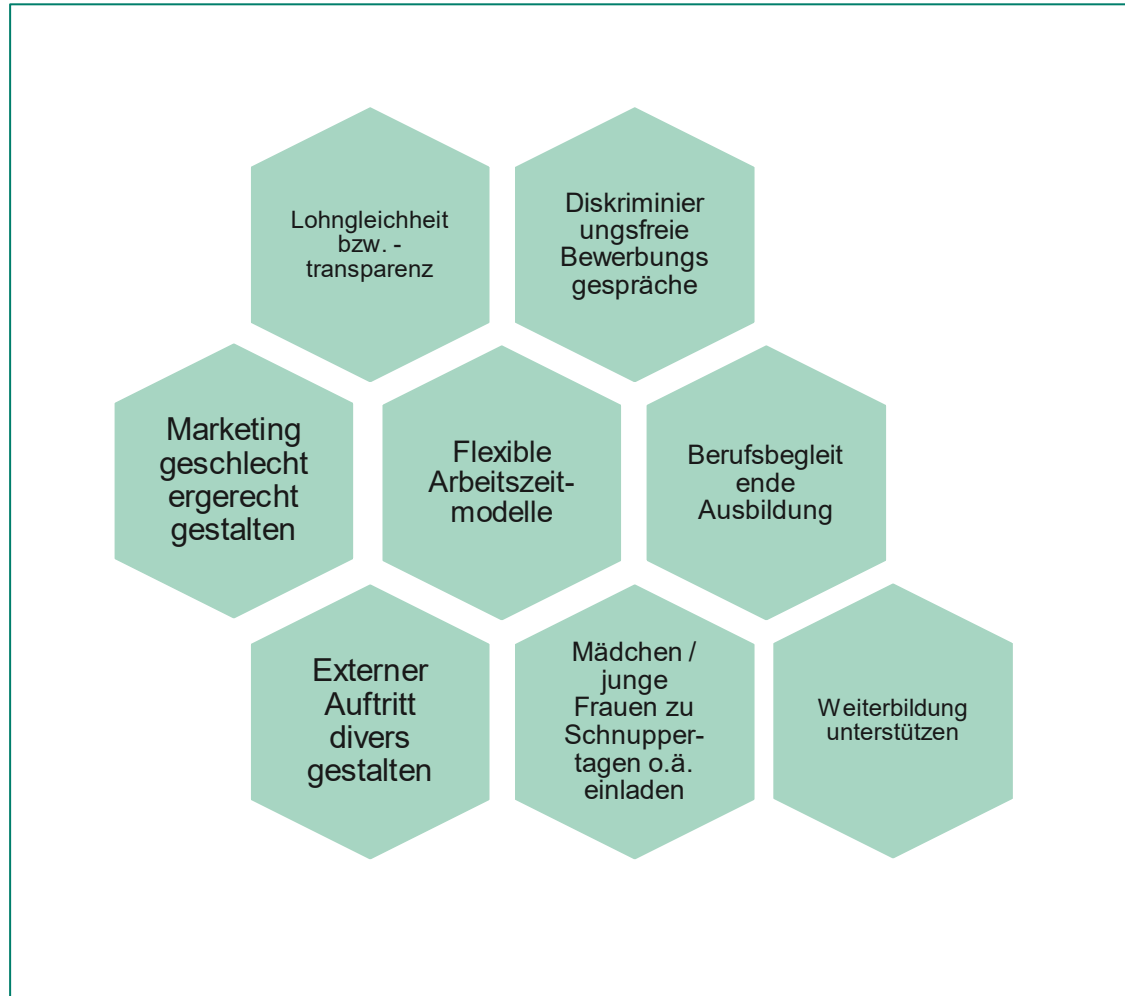 Lohngleichheit
bzw. -
transparenz
Diskriminier
ungsfreie
Bewerbungs
gespräche
Marketing
geschlecht
ergerecht
gestalten
Flexible
Arbeitszeit-
modelle
Berufsbegleit
ende
Ausbildung
Externer
Auftritt
divers
gestalten
Mädchen /
junge
Frauen zu
Schnupper-
tagen o.ä.
einladen
Weiterbildung
unterstützen